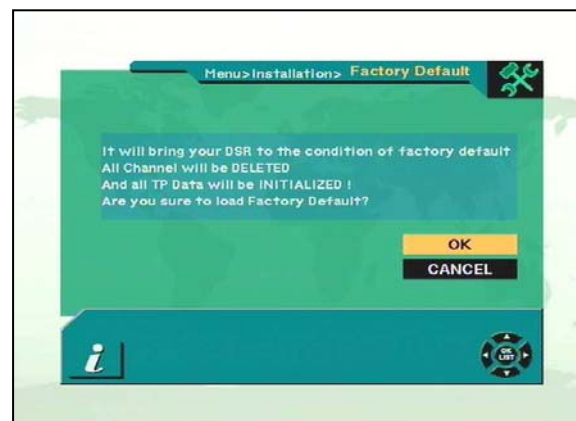 Menu>Installation> Factory Default
It will bring your DSR to the condition of factory default
All Channel will be DELETED
And all TP Data will be INITIALIZED !
Are you sure to load Factory Default?
OK
CANCEL
i
OK
LIST